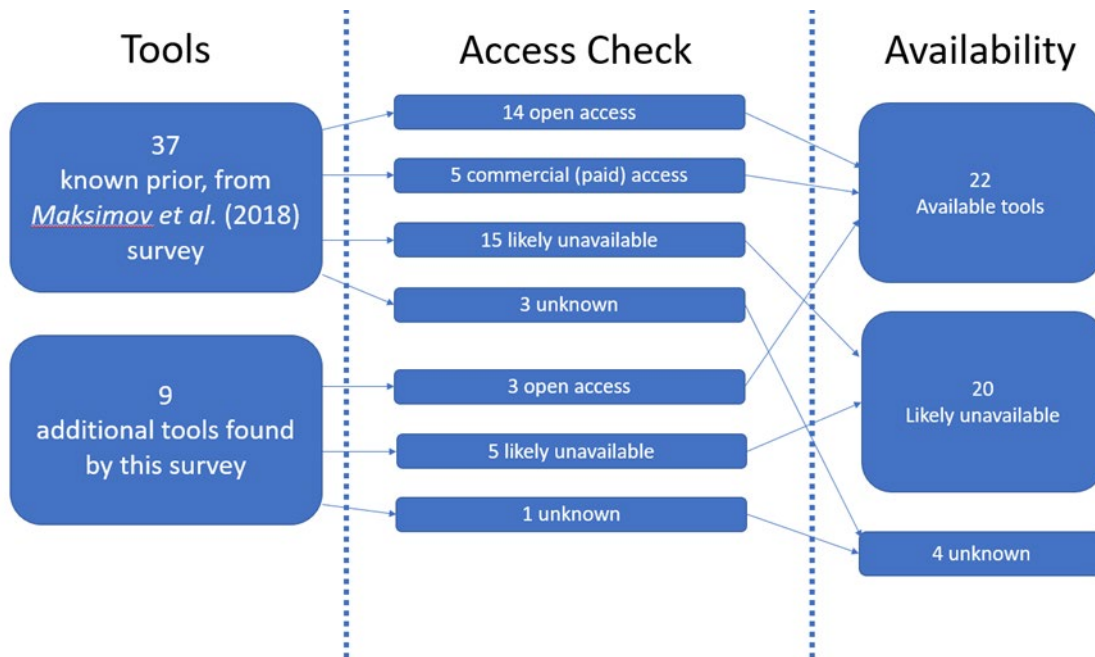 Tools
Access Check
Availability
37
known prior, from
Maksimov et al. (2018)
survey
9
additional tools found
by this survey
14 open access
5 commercial (paid) access
15 likely unavailable
3 unknown
3 open access
5 likely unavailable
1 unknown
22
Available tools
20
Likely unavailable
4 unknown